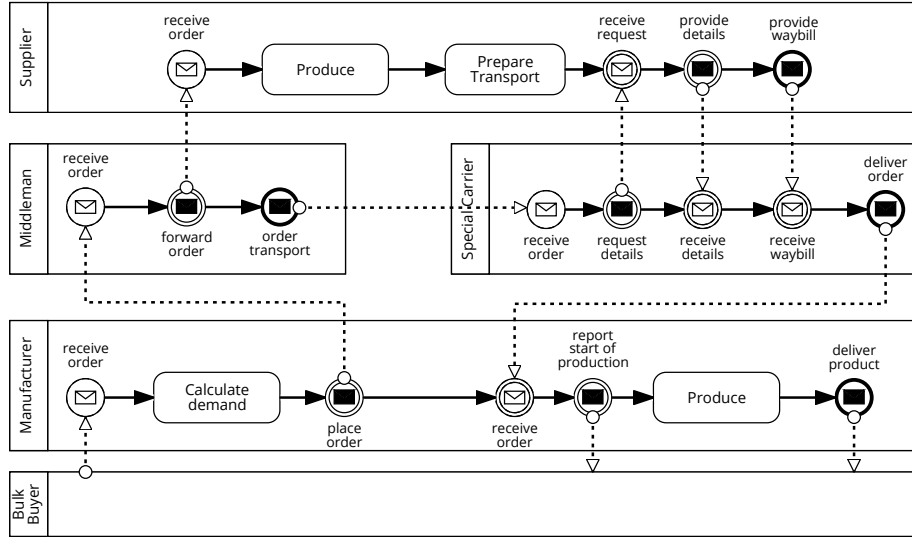 Supplier
receive
order
Produce
Prepare
Transport
receive
request
provide
details
provide
waybill
Middleman
receive
order
forward
order
order
transport
Special Carrier
receive
order
request
details
receive
details
receive
waybill
deliver
order
Manufacturer
receive
order
Calculate
demand
place
order
receive
order
report
start of
production
Produce
deliver
product
Bulk
Buyer